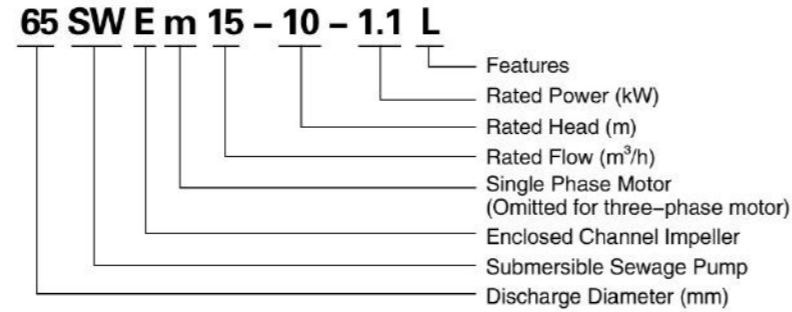 65 SW E m 15 – 10 – 1.1 L
Features
Rated Power (kW)
Rated Head (m)
Rated Flow (m³/h)
Single Phase Motor
(Omitted for three–phase motor)
Enclosed Channel Impeller
Submersible Sewage Pump
Discharge Diameter (mm)